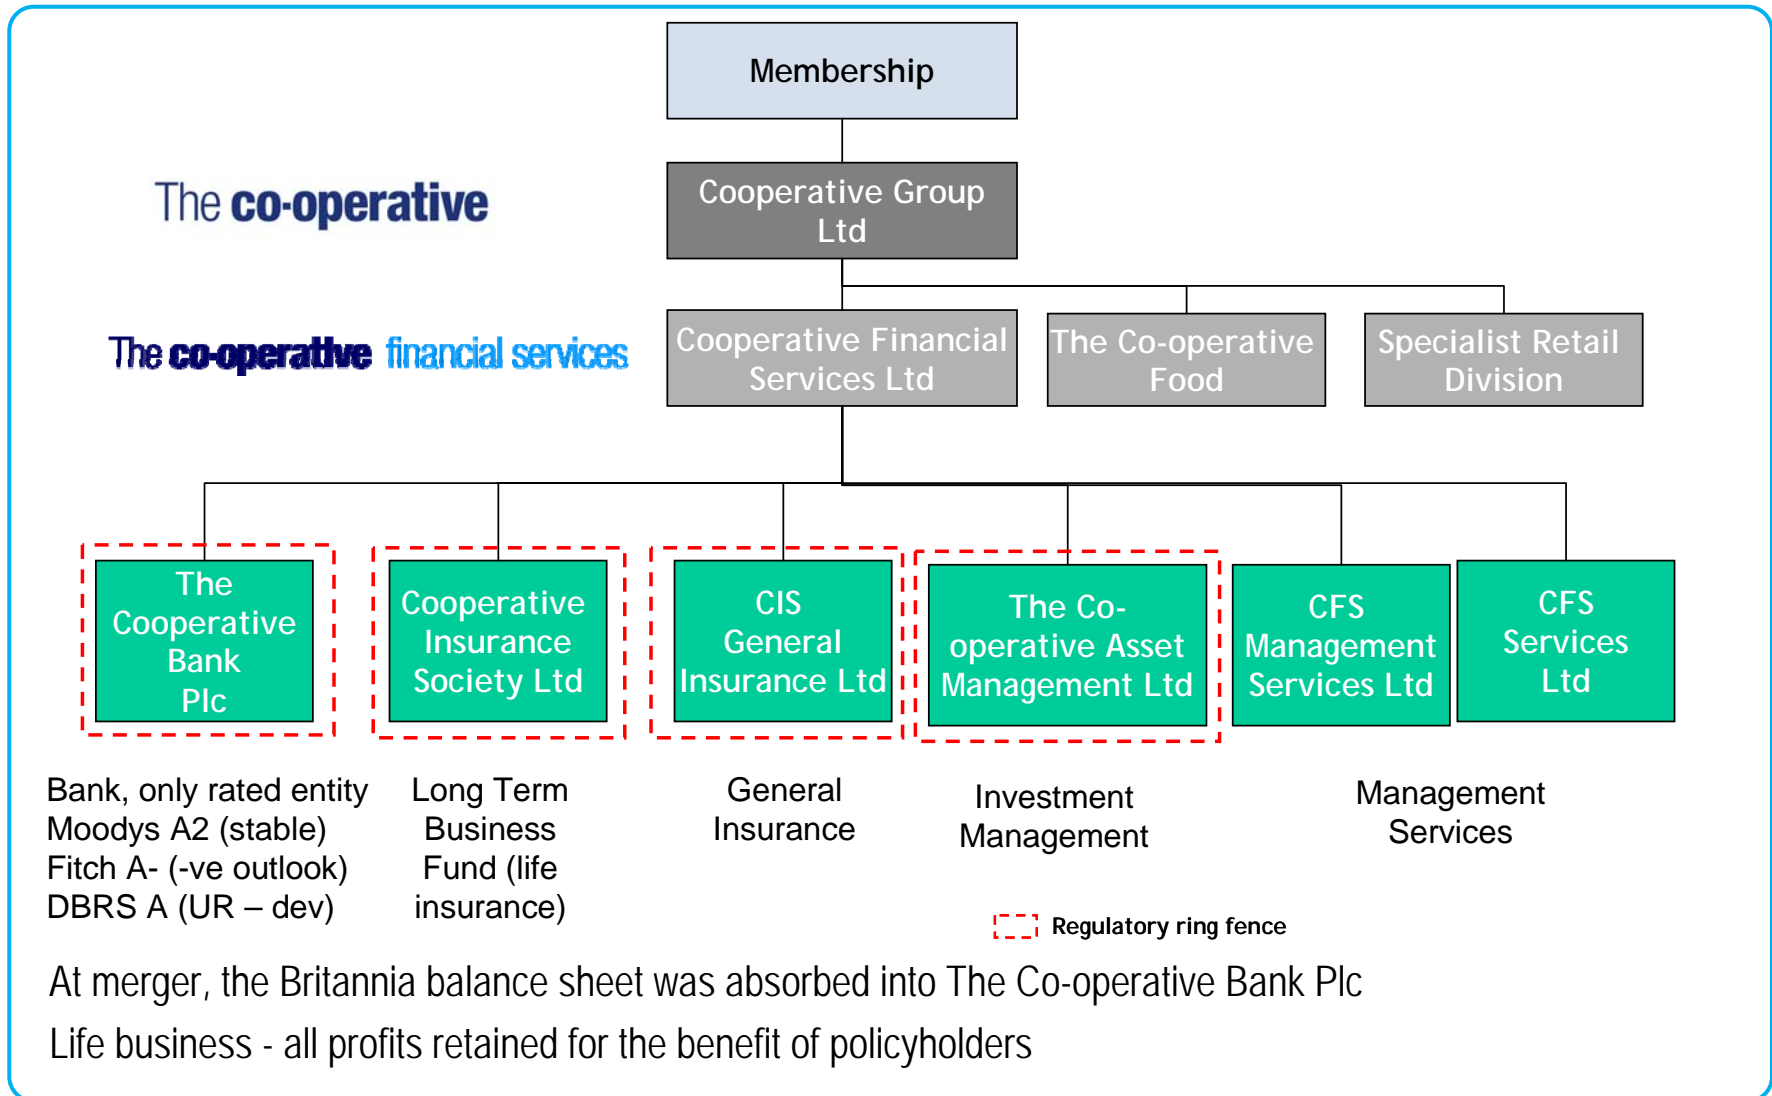 Membership
The co-operative
Cooperative Group
Ltd
The co-operative financial services
Cooperative Financial
Services Ltd
The Co-operative
Food
Specialist Retail
Division
The
Cooperative
Bank
Plc
Cooperative
Insurance
Society Ltd
CIS
General
Insurance Ltd
The Co-
operative Asset
Management Ltd
CFS
Management
Services Ltd
CFS
Services
Ltd
Bank, only rated entity
Moodys A2 (stable)
Fitch A- (-ve outlook)
DBRS A (UR – dev)
Long Term
Business
Fund (life
insurance)
General
Insurance
Investment
Management
Management
Services
Regulatory ring fence
At merger, the Britannia balance sheet was absorbed into The Co-operative Bank Plc
Life business - all profits retained for the benefit of policyholders